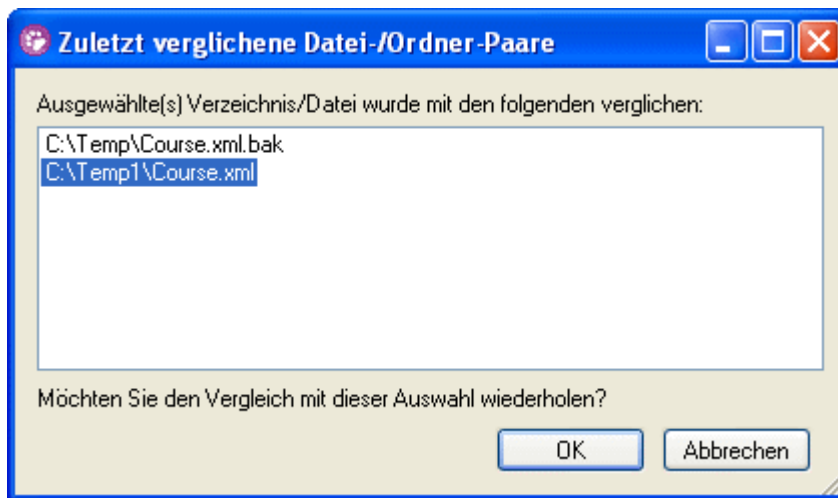 Zuletzt verglichene Datei-/Ordner-Paare
Ausgewählte(s) Verzeichnis/Datei wurde mit den folgenden verglichen:
C:\Temp\Course.xml.bak
C:\Temp1\Course.xml
Möchten Sie den Vergleich mit dieser Auswahl wiederholen?
OK Abbrechen